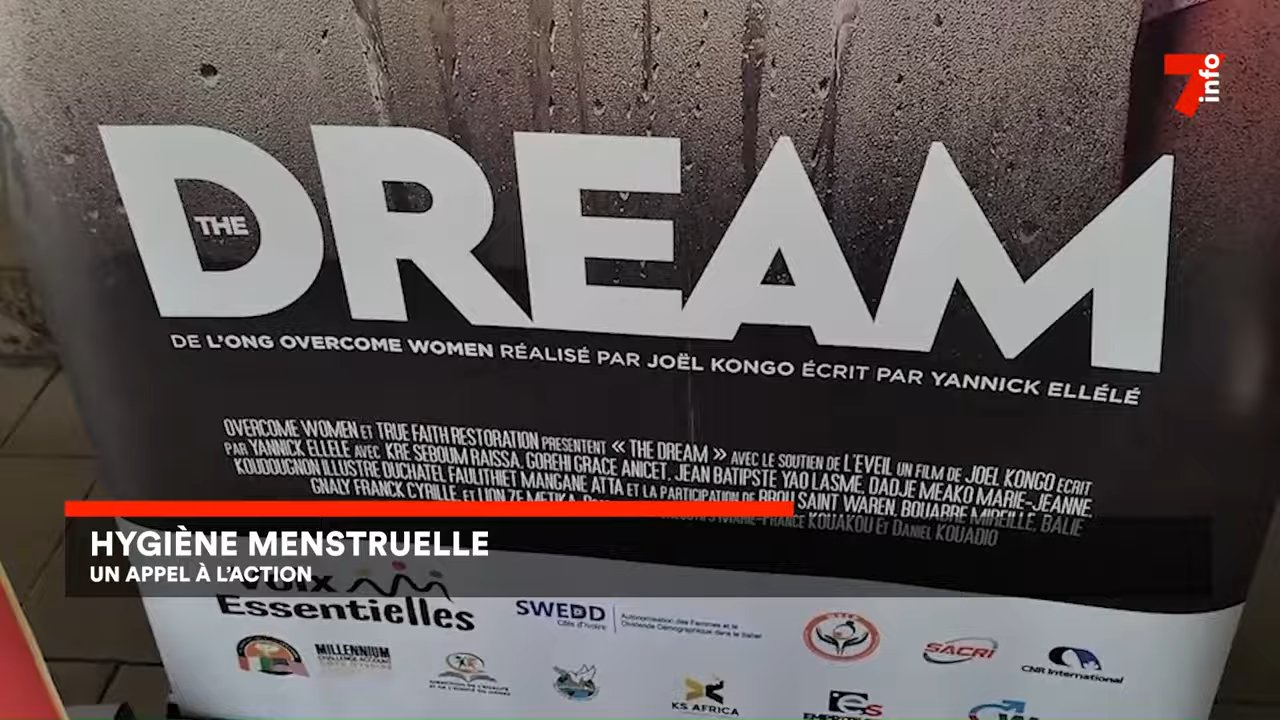 7 info
THE
DREAM
DE L'ONG OVERCOME WOMEN RÉALISÉ PAR JOËL KONGO ÉCRIT PAR YANNICK ELLÉLÉ
OVERCOME WOMEN ET TRUE FAITH RESTORATION PRESENTENT « THE DREAM » AVEC LE SOUTIEN DE L'EVEIL UN FILM DE JOEL KONGO ECRIT
PAR YANNICK ELLELE AVEC KRE SEBOUM RAISSA, GOREHI GRACE ANICET, JEAN BATIPSTE YAO LASME, DADJE MEAKO MARIE-JEANNE,
KOUDOUGNON ILLUSTRE DUCHATEL FAULITHIET MANGANE ATTA ET LA PARTICIPATION DE BROU SAINT WAREN, BOUABRE MIREILLE, BALIE
GNALY FRANCK CYRILLE, ET
MARIE-FRANCE KOUAKOU ET DANIEL KOUADIO
HYGIÈNE MENSTRUELLE
UN APPEL À L'ACTION
Voix
Essentielles
SWEDD
Côte d'Ivoire
Autonomisation des Femmes et le
Dividende Démographique dans le Sahel
MILLENNIUM
CHALLENGE ACCOUNT
SACRI
CNR International
KS AFRICA